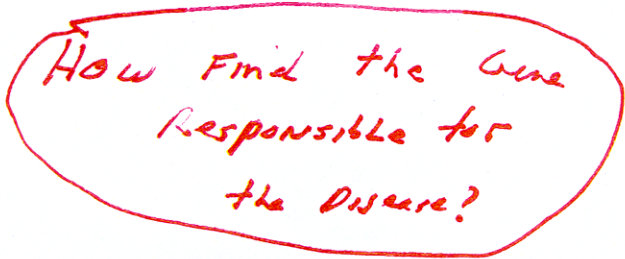 How Find the Gene
Responsible for
the Disease?